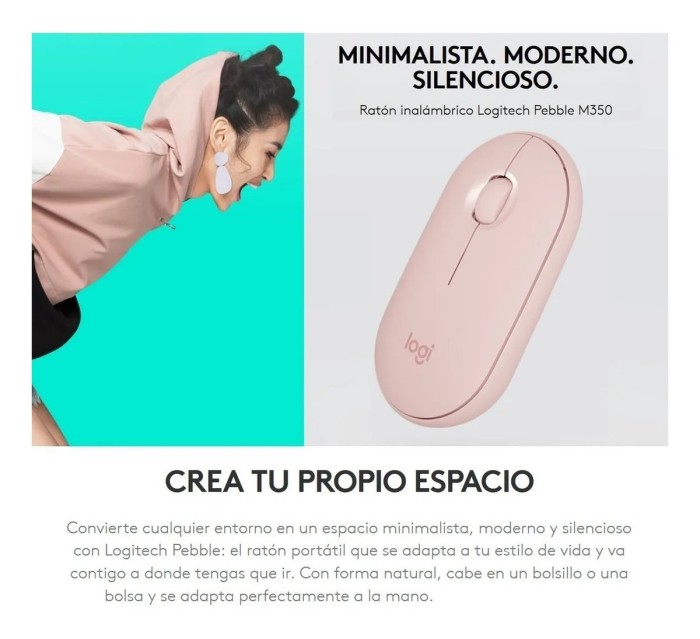 MINIMALISTA. MODERNO.
SILENCIOSO.
Ratón inalámbrico Logitech Pebble M350
logi
CREA TU PROPIO ESPACIO
Convierte cualquier entorno en un espacio minimalista, moderno y silencioso
con Logitech Pebble: el ratón portátil que se adapta a tu estilo de vida y va
contigo a donde tengas que ir. Con forma natural, cabe en un bolsillo o una
bolsa y se adapta perfectamente a la mano.